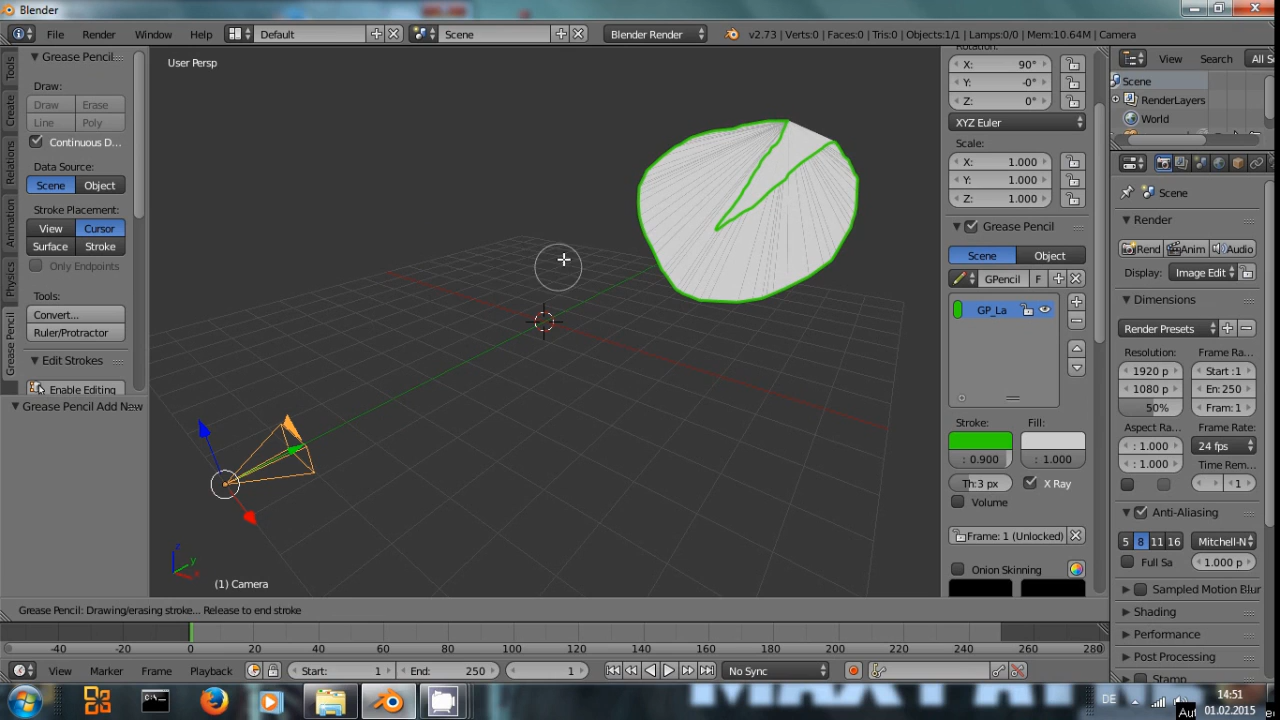 Blender
File Render Window Help Default Scene Blender Render v2.73 | Verts:0 | Faces:0 | Tris:0 | Objects:1/1 | Lamps:0/0 | Mem:10.64M | Camera
User Persp
Tools
Create
Relations
Animation
Physics
Grease Pencil
Grease Pencil
Draw:
Draw Erase
Line Poly
Continuous D...
Data Source:
Scene Object
Stroke Placement:
View Cursor
Surface Stroke
Only Endpoints
Tools:
Convert...
Ruler/Protractor
Edit Strokes
Enable Editing
Grease Pencil Add New
z
y
x
(1) Camera
Grease Pencil: Drawing/erasing stroke... Release to end stroke
Rotation:
X: 90°
Y: -0°
Z: 0°
XYZ Euler
Scale:
X: 1.000
Y: 1.000
Z: 1.000
Grease Pencil
Scene Object
GPencil F
GP_La
Stroke: Fill:
: 0.900 : 1.000
Th:3 px X Ray
Volume
Frame: 1 (Unlocked)
Onion Skinning
View Search All S
Scene
RenderLayers
World
Scene
Render
Rend Anim Audio
Display: Image Edit
Dimensions
Render Presets
Resolution: Frame Ra...
1920 p Start :1
1080 p En: 250
50% Fram: 1
Aspect Ra... Frame Rate:
: 1.000 24 fps
: 1.000 Time Rem...
1
Anti-Aliasing
5 8 11 16 Mitchell-N
Full Sa : 1.000 p
Sampled Motion Blur
Shading
Performance
Post Processing
Stamp
-40 -20 0 20 40 60 80 100 120 140 160 180 200 220 240 260 280
View Marker Frame Playback Start: 1 End: 250 1 No Sync
C:\_
DE
14:51
01.02.2015